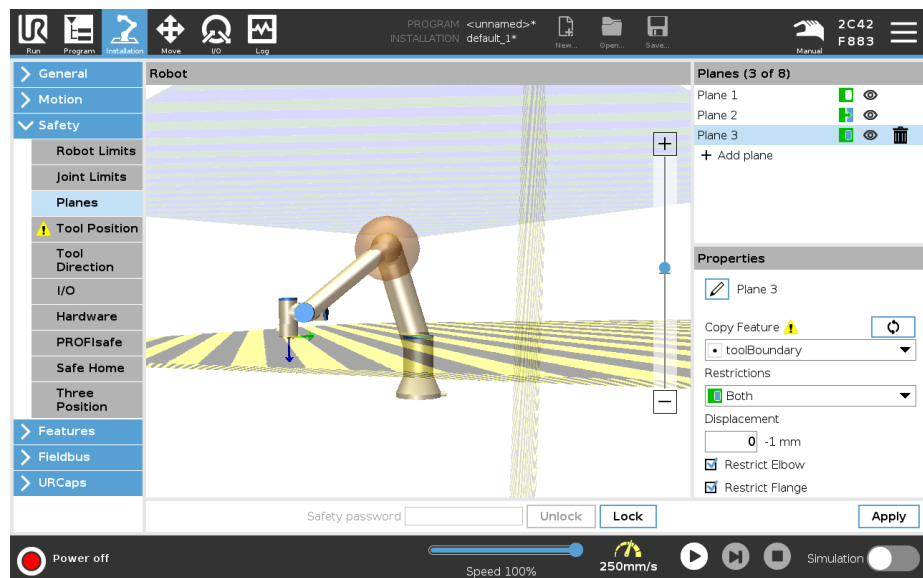 PROGRAM <unnamed>*
INSTALLATION default_1*
Run Program Installation Move I/O Log
New... Open... Save...
Manual
2C42
F883
General
Motion
Safety
Robot Limits
Joint Limits
Planes
Tool Position
Tool
Direction
I/O
Hardware
PROFIsafe
Safe Home
Three
Position
Features
Fieldbus
URCaps
Robot
Planes (3 of 8)
Plane 1
Plane 2
Plane 3
+ Add plane
Properties
Plane 3
Copy Feature
toolBoundary
Restrictions
Both
Displacement
0 -1 mm
Restrict Elbow
Restrict Flange
Safety password
Unlock
Lock
Apply
Power off
Speed 100%
250mm/s
Simulation